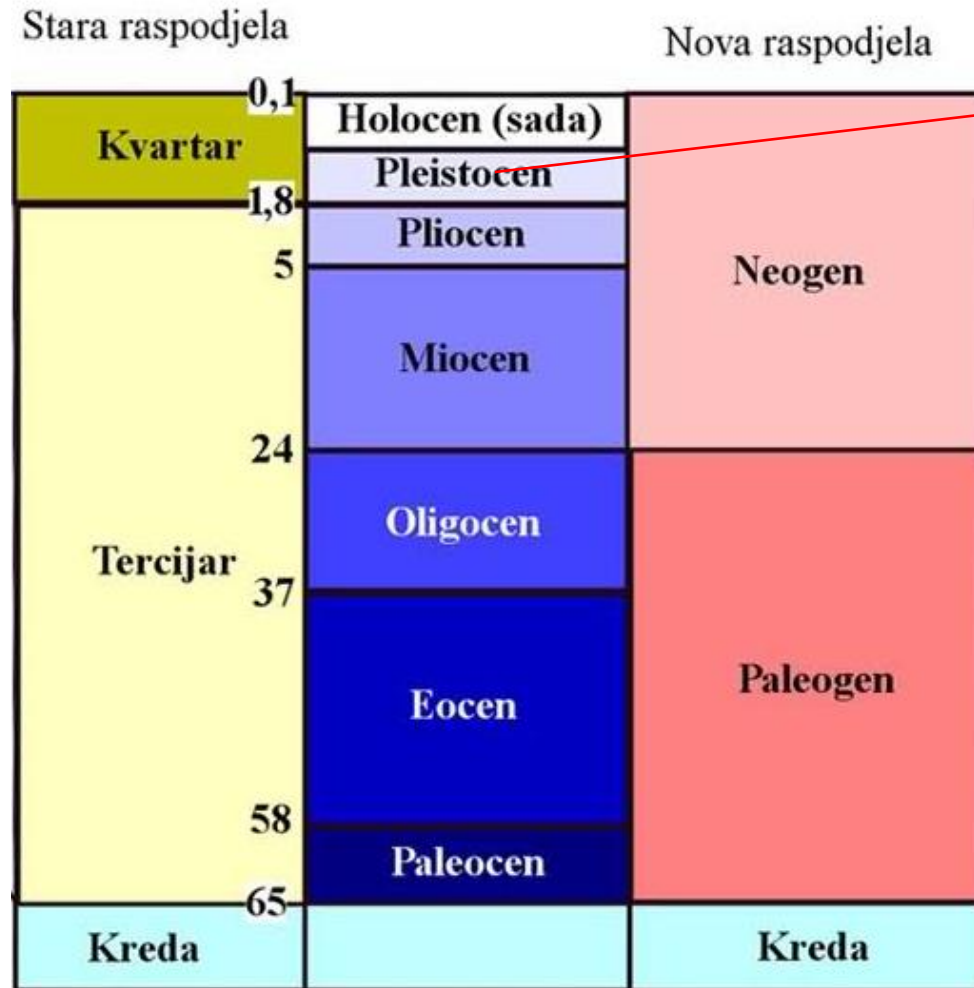 Stara raspodjela
Nova raspodjela
0,1
Holocen (sada)
Kvartar
Pleistocen
1,8
Pliocen
5
Neogen
Miocen
24
Oligocen
Tercijar
37
Eocen
Paleogen
58
Paleocen
65
Kreda
Kreda